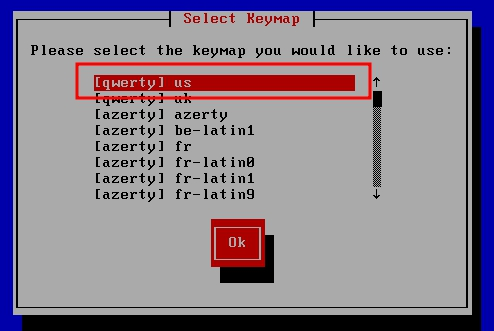 Select Keymap
Please select the keymap you would like to use:
[qwerty] us
[qwerty] uk
[azerty] azerty
[azerty] be-latin1
[azerty] fr
[azerty] fr-latin0
[azerty] fr-latin1
[azerty] fr-latin9
Ok